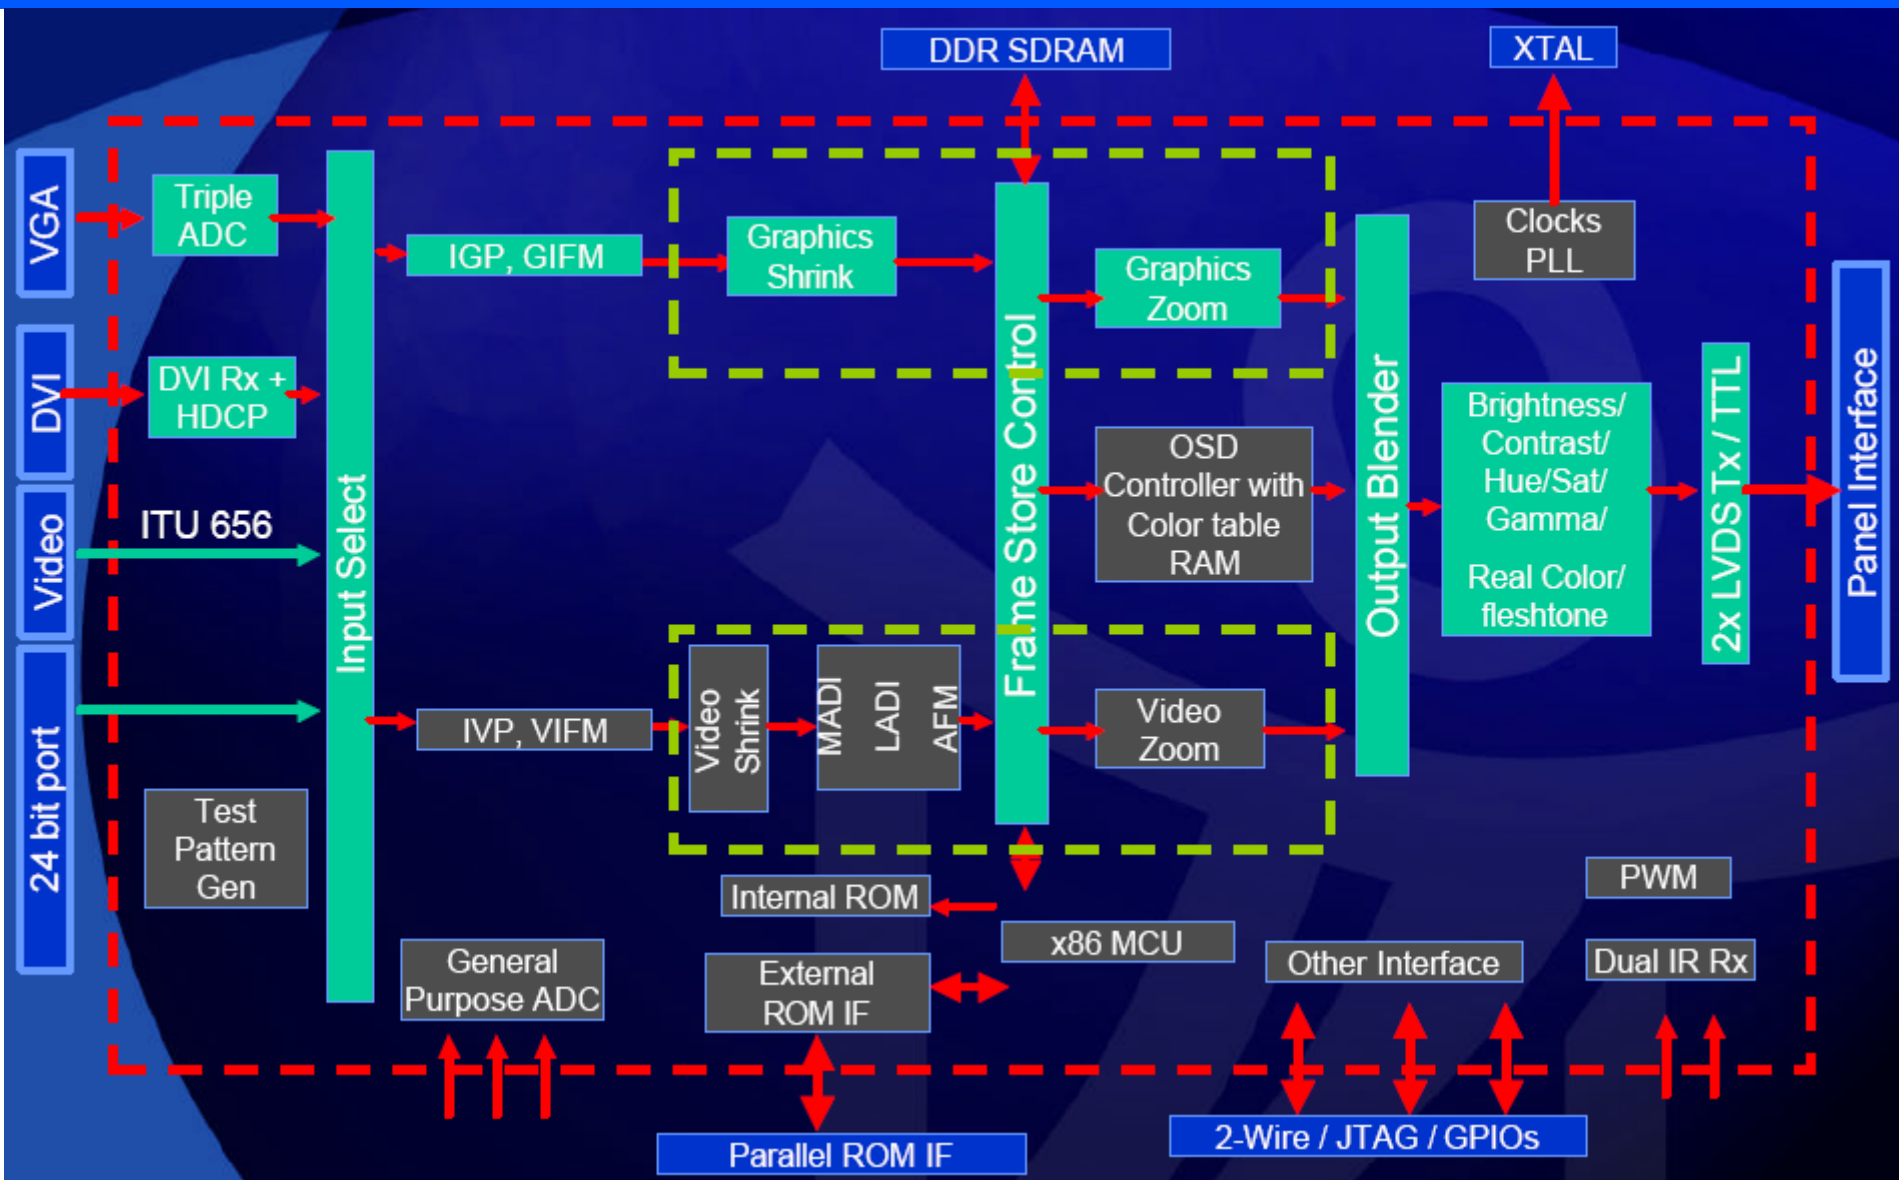 DDR SDRAM
XTAL
VGA
Triple
ADC
IGP, GIFM
Graphics
Shrink
Graphics
Zoom
Clocks
PLL
DVI
DVI Rx +
HDCP
Video
ITU 656
24 bit port
Input Select
Frame Store Control
OSD
Controller with
Color table
RAM
Output Blender
Brightness/
Contrast/
Hue/Sat/
Gamma/
Real Color/
fleshtone
2x LVDS Tx / TTL
Panel Interface
IVP, VIFM
Video
Shrink
MADI
LADI
AFM
Video
Zoom
Test
Pattern
Gen
Internal ROM
x86 MCU
PWM
General
Purpose ADC
External
ROM IF
Other Interface
Dual IR Rx
Parallel ROM IF
2-Wire / JTAG / GPIOs